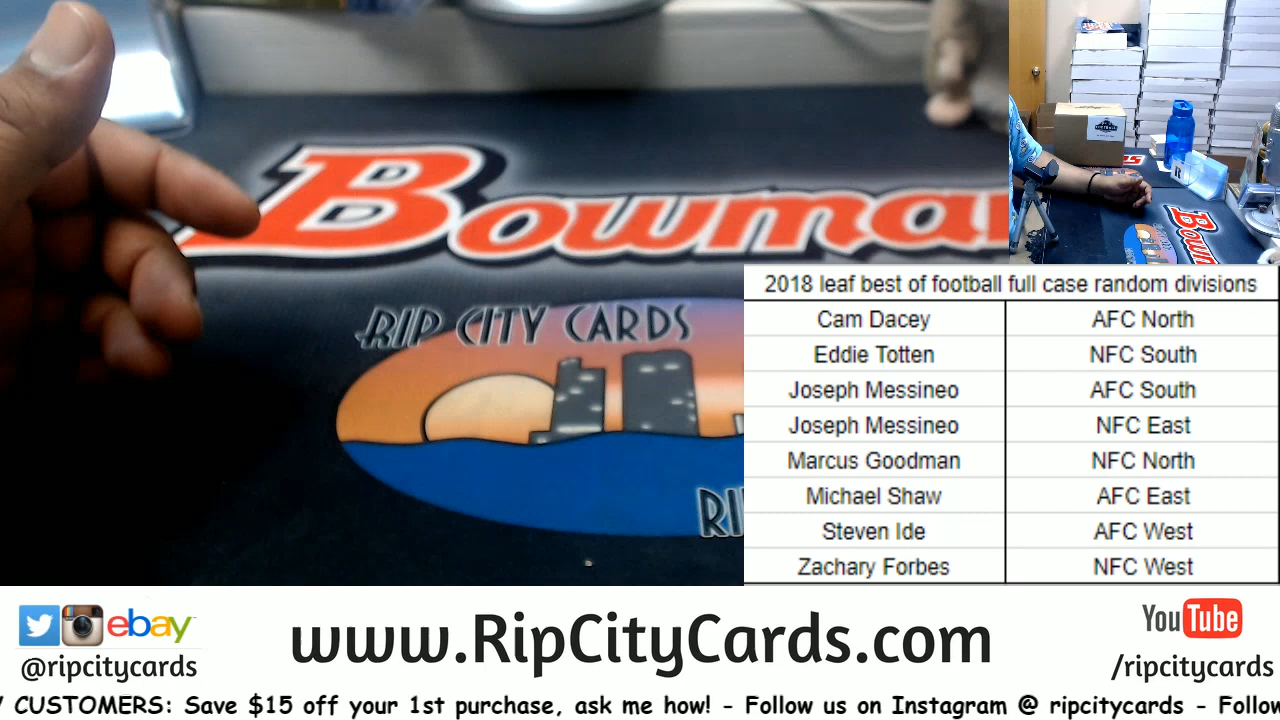 Bowma
RIP CITY CARDS
RI
Bown
2018 leaf best of football full case random divisions
Cam Dacey AFC North
Eddie Totten NFC South
Joseph Messineo AFC South
Joseph Messineo NFC East
Marcus Goodman NFC North
Michael Shaw AFC East
Steven Ide AFC West
Zachary Forbes NFC West
ebay
@ripcitycards
www.RipCityCards.com
YouTube
/ripcitycards
CUSTOMERS: Save $15 off your 1st purchase, ask me how! - Follow us on Instagram @ ripcitycards - Follow